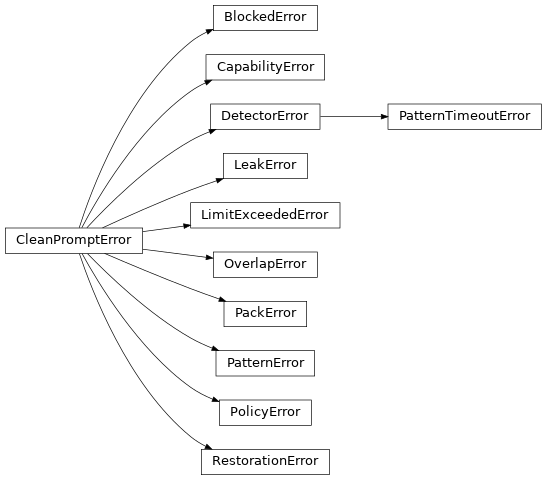 BlockedError
CapabilityError
DetectorError
PatternTimeoutError
LeakError
LimitExceededError
CleanPromptError
OverlapError
PackError
PatternError
PolicyError
RestorationError